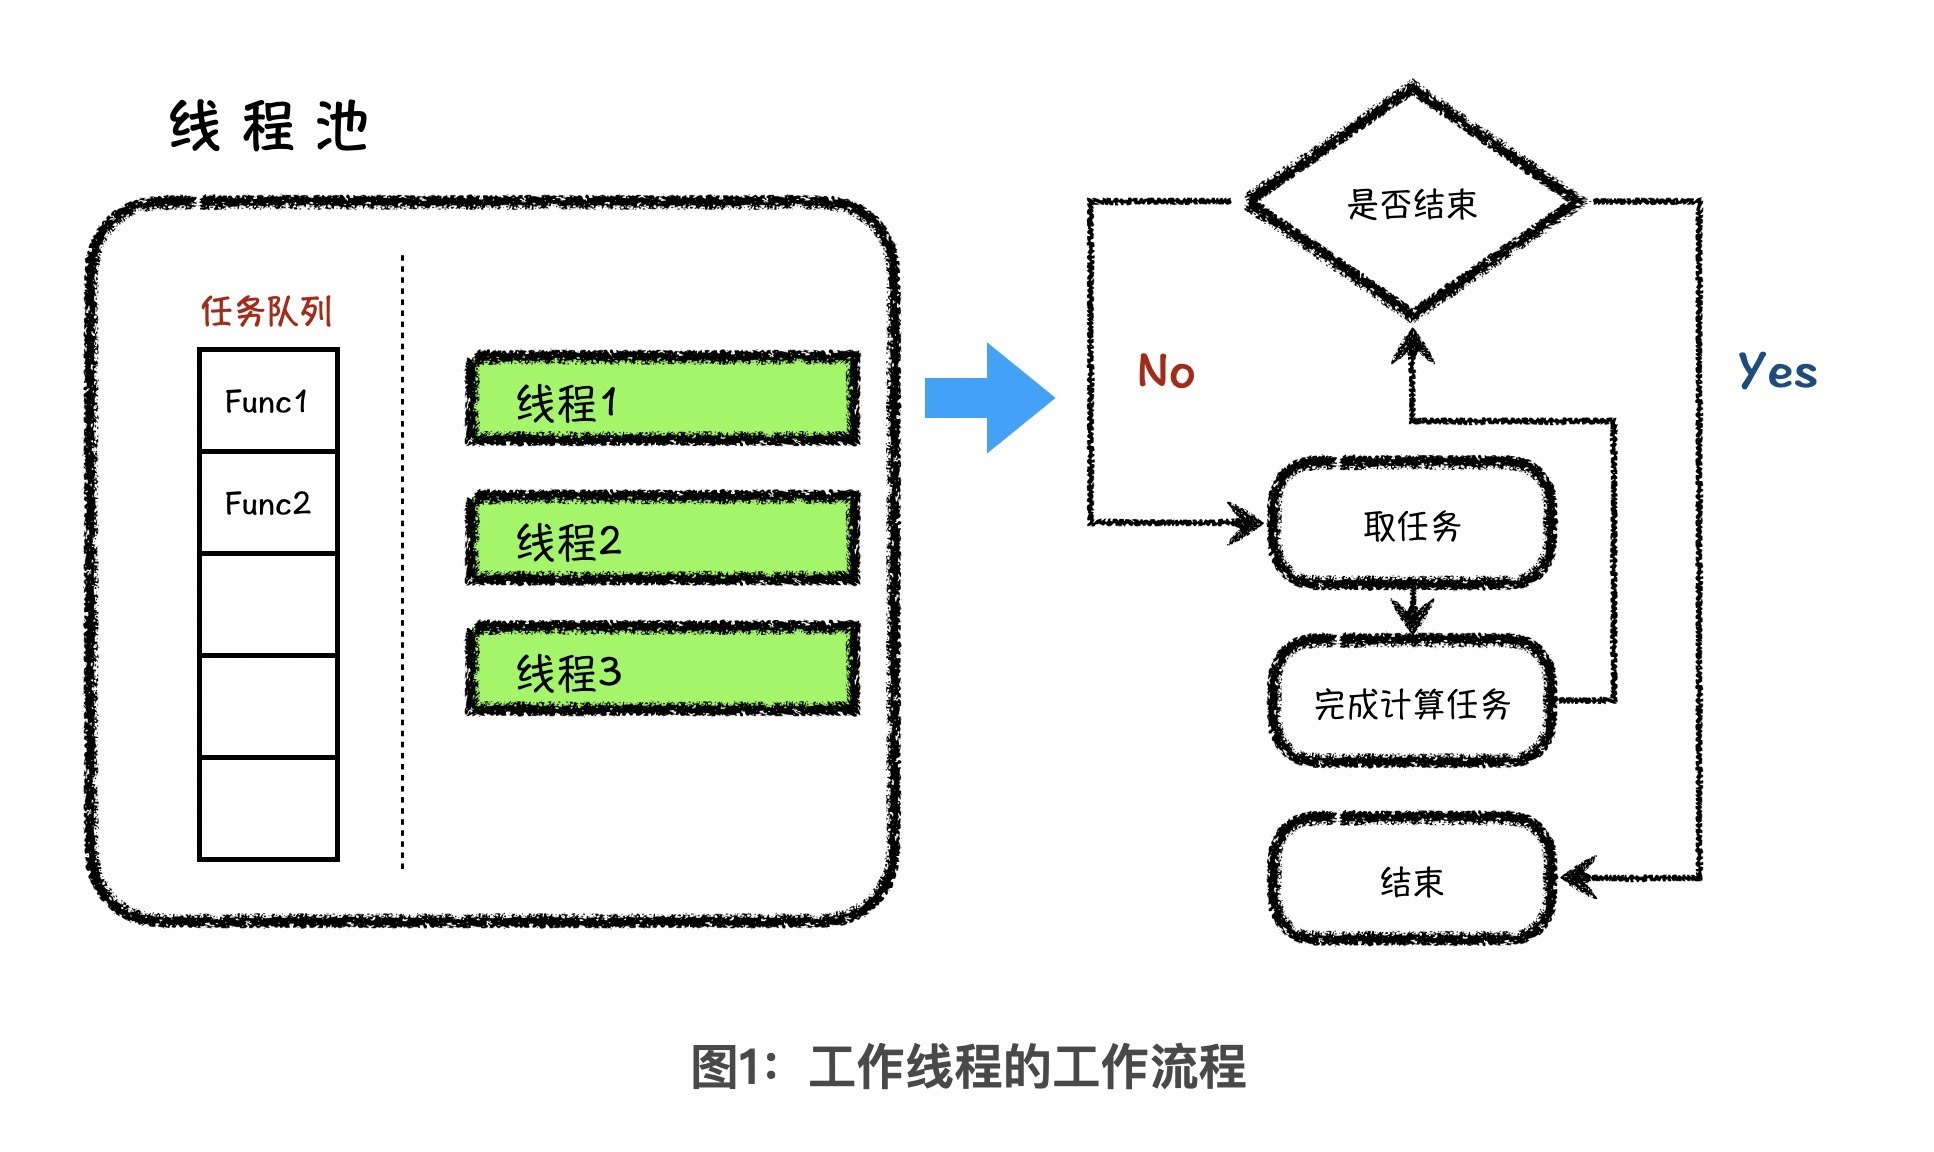 线程池
任务队列
Func1
Func2
线程1
线程2
线程3
是否结束
No
Yes
取任务
完成计算任务
结束
图1：工作线程的工作流程